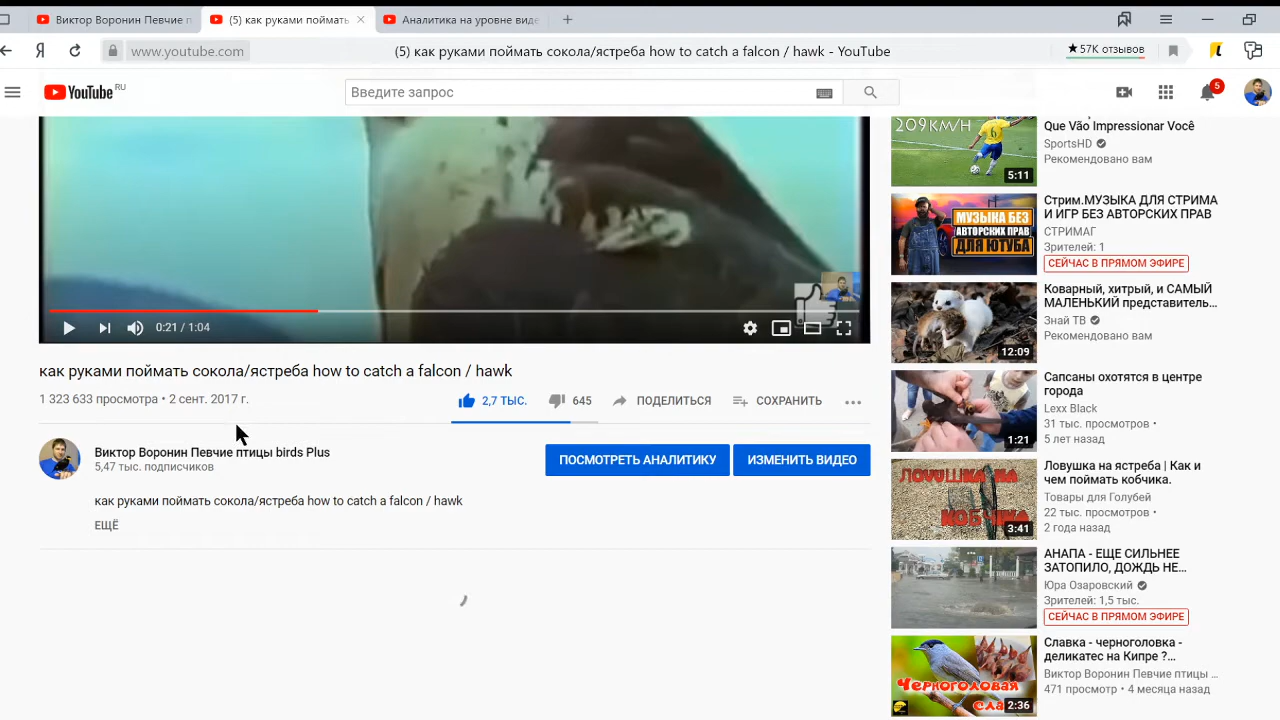 Виктор Воронин Певчие п
(5) как руками поймать
Аналитика на уровне виде
Я
www.youtube.com
(5) как руками поймать сокола/ястреба how to catch a falcon / hawk - YouTube
★57K отзывов
YouTube RU
Введите запрос
5
0:21 / 1:04
как руками поймать сокола/ястреба how to catch a falcon / hawk
1 323 633 просмотра • 2 сент. 2017 г.
2,7 ТЫС.
645
ПОДЕЛИТЬСЯ
СОХРАНИТЬ
Виктор Воронин Певчие птицы birds Plus
5,47 тыс. подписчиков
ПОСМОТРЕТЬ АНАЛИТИКУ
ИЗМЕНИТЬ ВИДЕО
как руками поймать сокола/ястреба how to catch a falcon / hawk
ЕЩЁ
209KM/H
6
5:11
Que Vão Impressionar Você
SportsHD
Рекомендовано вам
МУЗЫКА БЕЗ
АВТОРСКИХ ПРАВ
ДЛЯ ЮТУБА
Стрим.МУЗЫКА ДЛЯ СТРИМА
И ИГР БЕЗ АВТОРСКИХ ПРАВ
СТРИМАГ
Зрителей: 1
СЕЙЧАС В ПРЯМОМ ЭФИРЕ
12:09
Коварный, хитрый, и САМЫЙ
МАЛЕНЬКИЙ представитель...
Знай ТВ
Рекомендовано вам
1:21
Сапсаны охотятся в центре
города
Lexx Black
31 тыс. просмотров •
5 лет назад
ЛОВУШКА НА
КОБЧИКА
3:41
Ловушка на ястреба | Как и
чем поймать кобчика.
Товары для Голубей
22 тыс. просмотров •
2 года назад
АНАПА - ЕЩЕ СИЛЬНЕЕ
ЗАТОПИЛО, ДОЖДЬ НЕ...
Юра Озаровский
Зрителей: 1,5 тыс.
СЕЙЧАС В ПРЯМОМ ЭФИРЕ
Черноголовая
сла
2:36
Славка - черноголовка -
деликатес на Кипре ?...
Виктор Воронин Певчие птицы ...
471 просмотр • 4 месяца назад